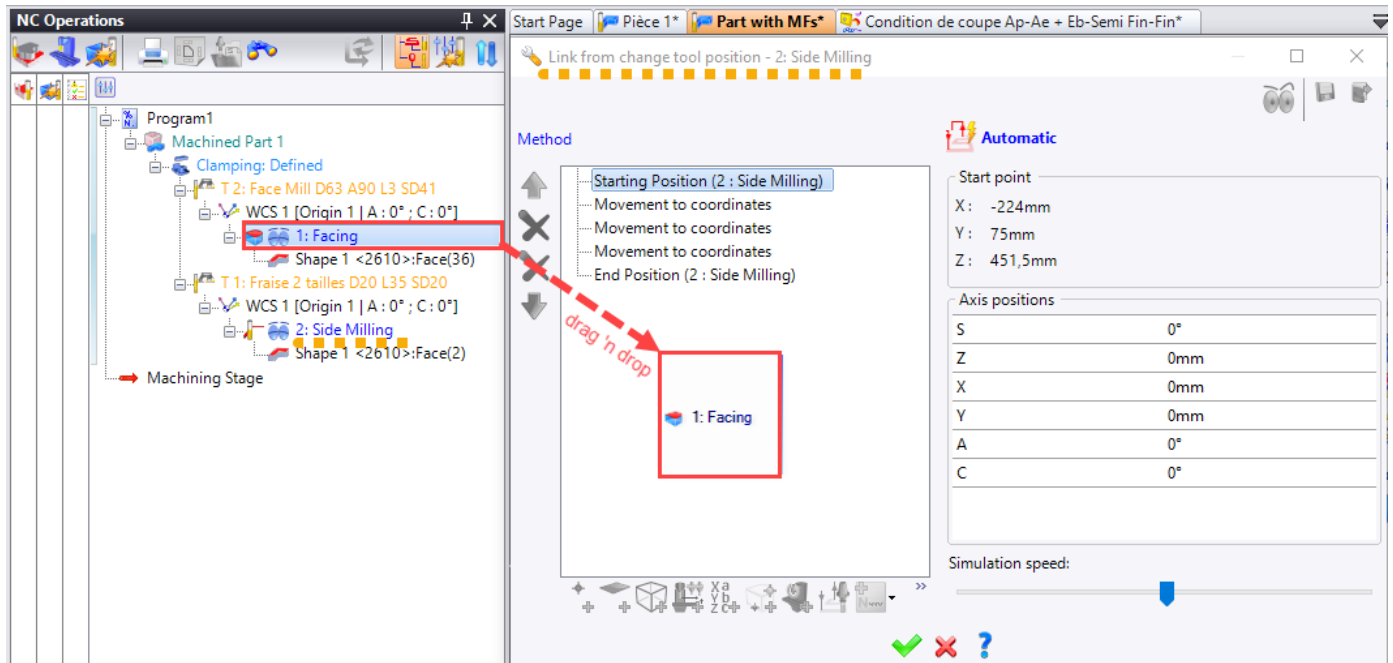 NC Operations
Start Page
Pièce 1*
Part with MFs*
Condition de coupe Ap-Ae + Eb-Semi Fin-Fin*
Link from change tool position - 2: Side Milling
Program1
Machined Part 1
Clamping: Defined
T 2: Face Mill D63 A90 L3 SD41
WCS 1 [Origin 1 | A : 0° ; C : 0°]
1: Facing
Shape 1 <2610>:Face(36)
T 1: Fraise 2 tailles D20 L35 SD20
WCS 1 [Origin 1 | A : 0° ; C : 0°]
2: Side Milling
Shape 1 <2610>:Face(2)
Machining Stage
Method
Starting Position (2 : Side Milling)
Movement to coordinates
Movement to coordinates
Movement to coordinates
End Position (2 : Side Milling)
drag 'n drop
1: Facing
Automatic
Start point
X : -224mm
Y : 75mm
Z : 451,5mm
Axis positions
S 0°
Z 0mm
X 0mm
Y 0mm
A 0°
C 0°
Simulation speed: